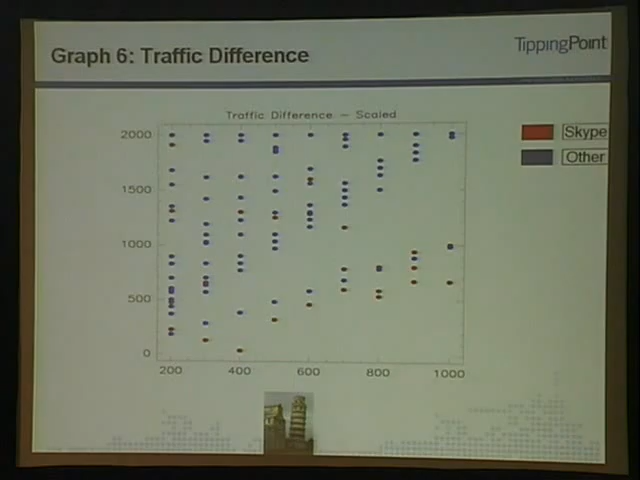 Graph 6: Traffic Difference
TippingPoint
Traffic Difference – Scaled
Skype
Other
2000
1500
1000
500
0
200 400 600 800 1000